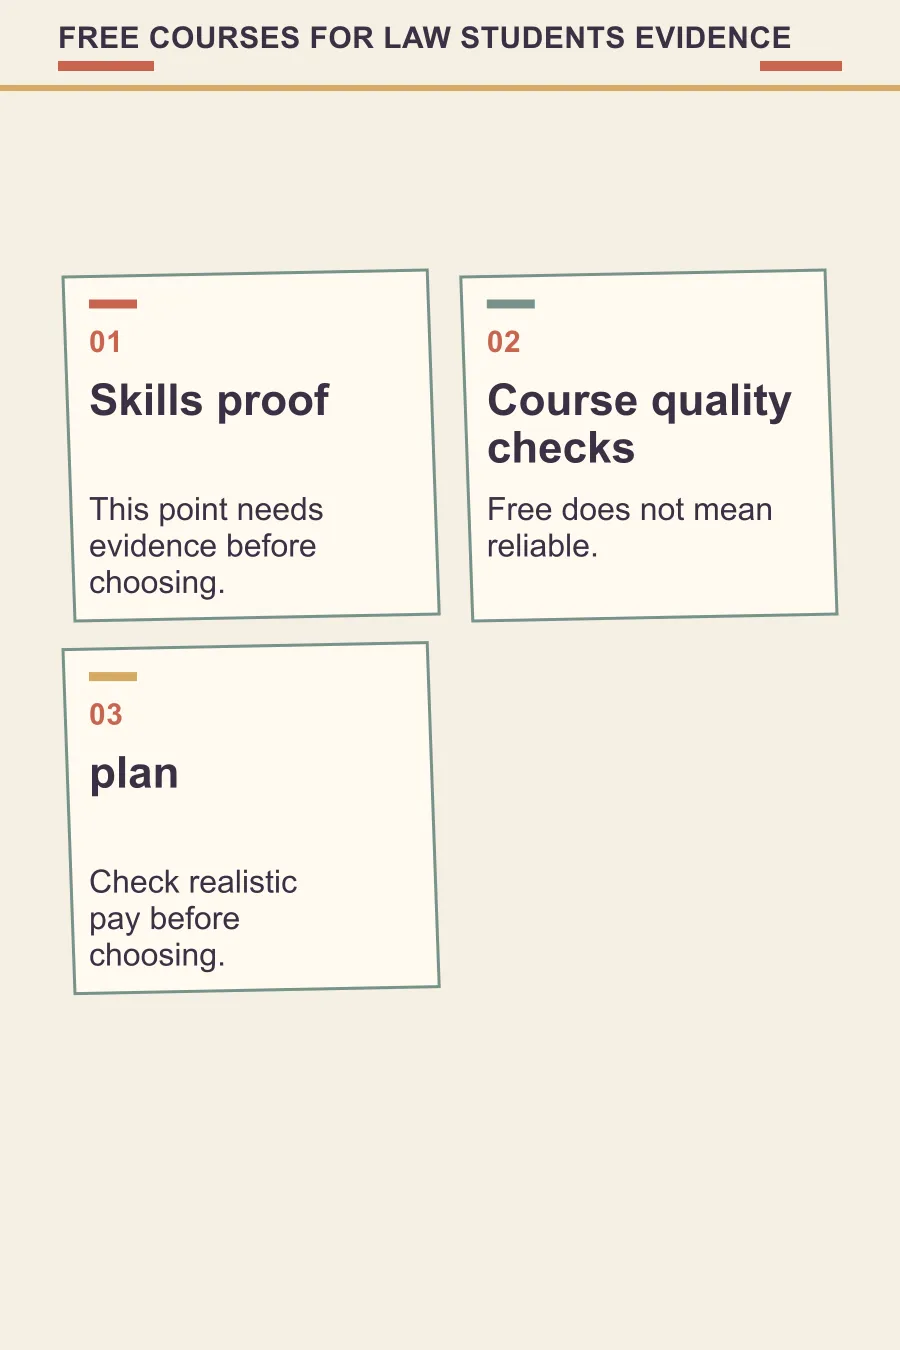 FREE COURSES FOR LAW STUDENTS EVIDENCE
01
Skills proof
This point needs
evidence before
choosing.
02
Course quality
checks
Free does not mean
reliable.
03
plan
Check realistic
pay before
choosing.